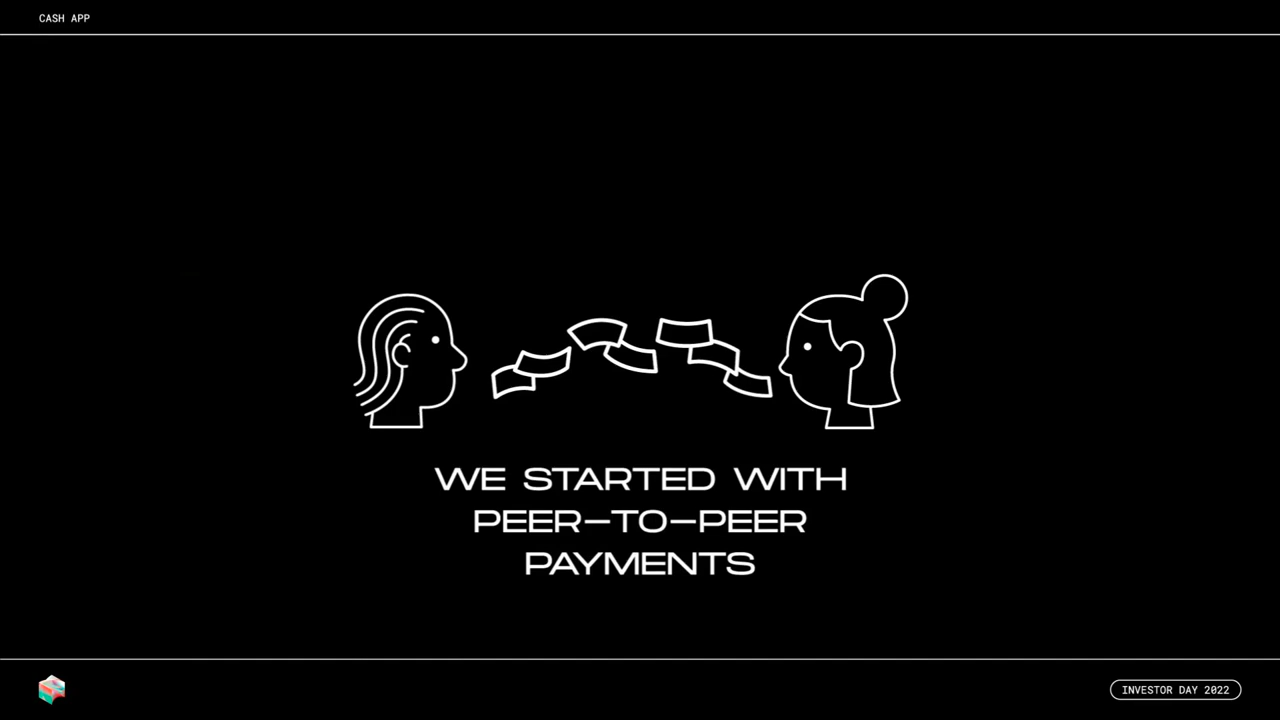 CASH APP
WE STARTED WITH
PEER-TO-PEER
PAYMENTS
INVESTOR DAY 2022